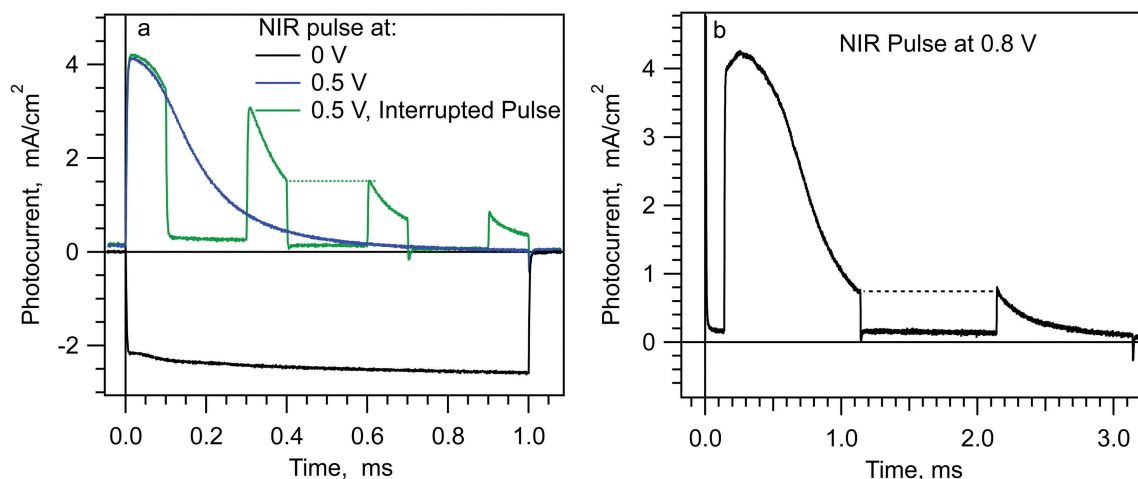 a
NIR pulse at:
0 V
0.5 V
0.5 V, Interrupted Pulse
Photocurrent, mA/cm²
4
2
0
-2
0.0 0.2 0.4 0.6 0.8 1.0
Time, ms
b
NIR Pulse at 0.8 V
Photocurrent, mA/cm²
4
3
2
1
0
0.0 1.0 2.0 3.0
Time, ms